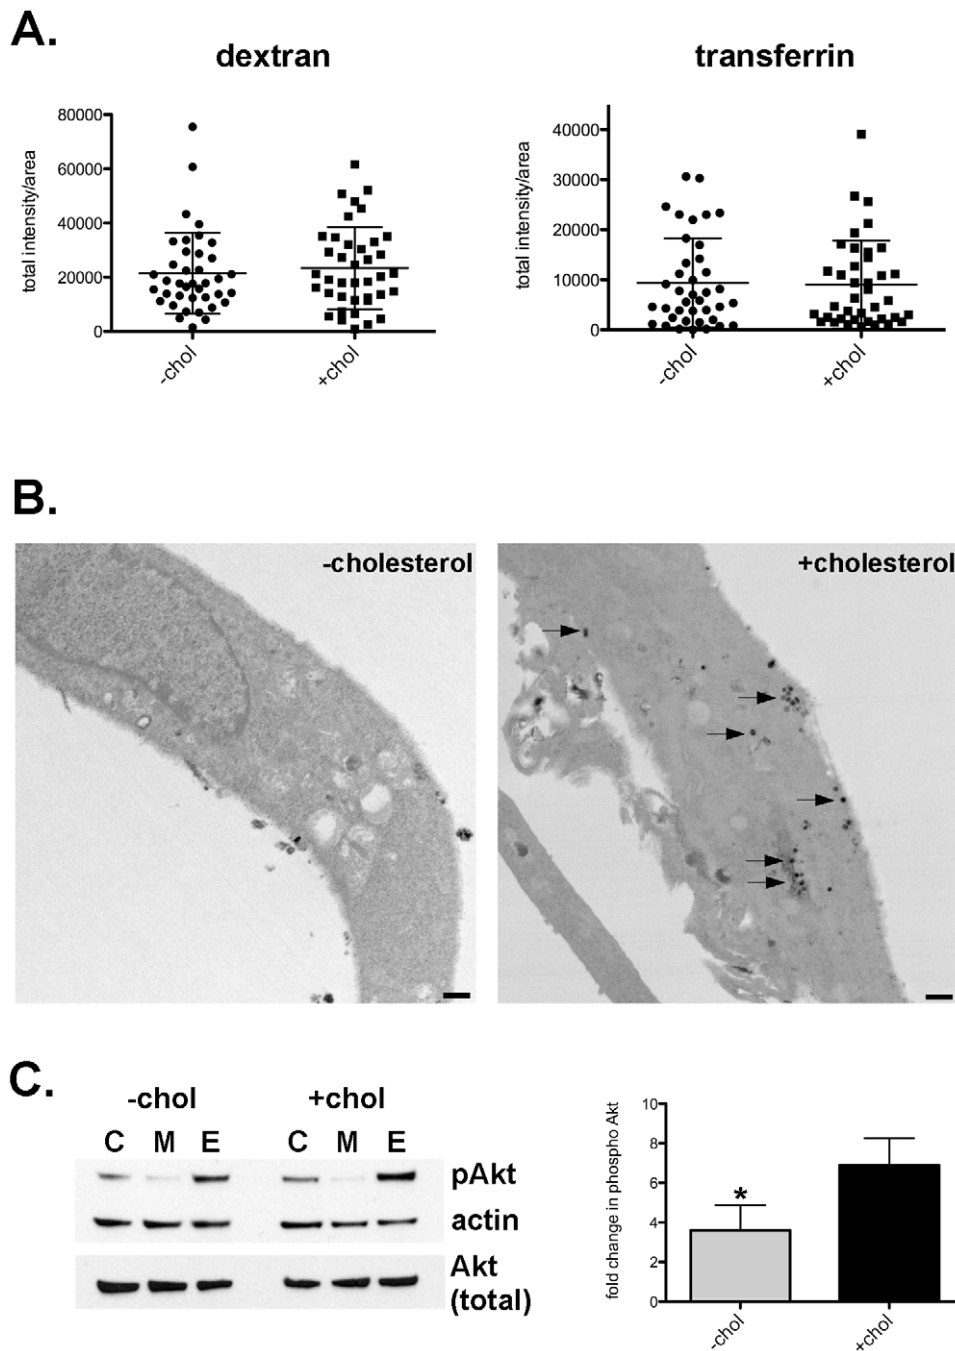 A.
dextran
total intensity/area
80000
60000
40000
20000
0
-chol
+chol
transferrin
total intensity/area
40000
30000
20000
10000
0
-chol
+chol
B.
-cholesterol
+cholesterol
C.
-chol
+chol
C M E
C M E
pAkt
actin
Akt
(total)
fold change in phospho Akt
10
8
6
4
2
0
*
-chol
+chol